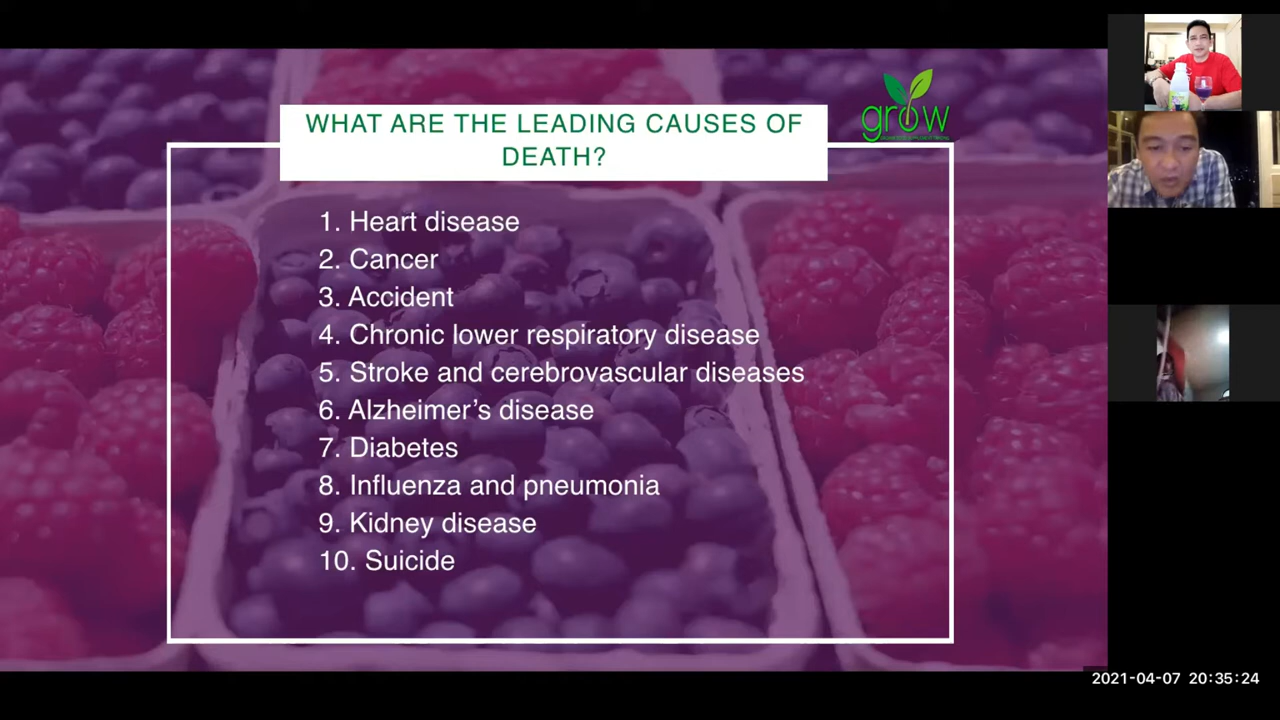 WHAT ARE THE LEADING CAUSES OF
DEATH?
grow
1. Heart disease
2. Cancer
3. Accident
4. Chronic lower respiratory disease
5. Stroke and cerebrovascular diseases
6. Alzheimer’s disease
7. Diabetes
8. Influenza and pneumonia
9. Kidney disease
10. Suicide
2021-04-07 20:35:24